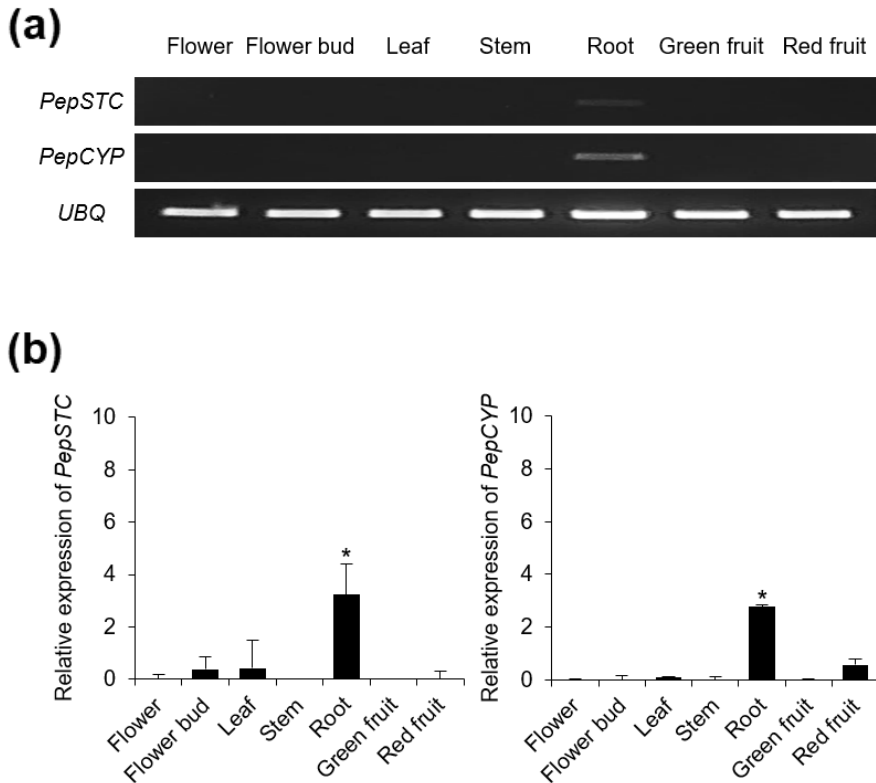 (a)
Flower Flower bud Leaf Stem Root Green fruit Red fruit
PepSTC
PepCYP
UBQ
(b)
Relative expression of PepSTC
10
8
6
4
2
0
*
Flower
Flower bud
Leaf
Stem
Root
Green fruit
Red fruit
Relative expression of PepCYP
10
8
6
4
2
0
*
Flower
Flower bud
Leaf
Stem
Root
Green fruit
Red fruit